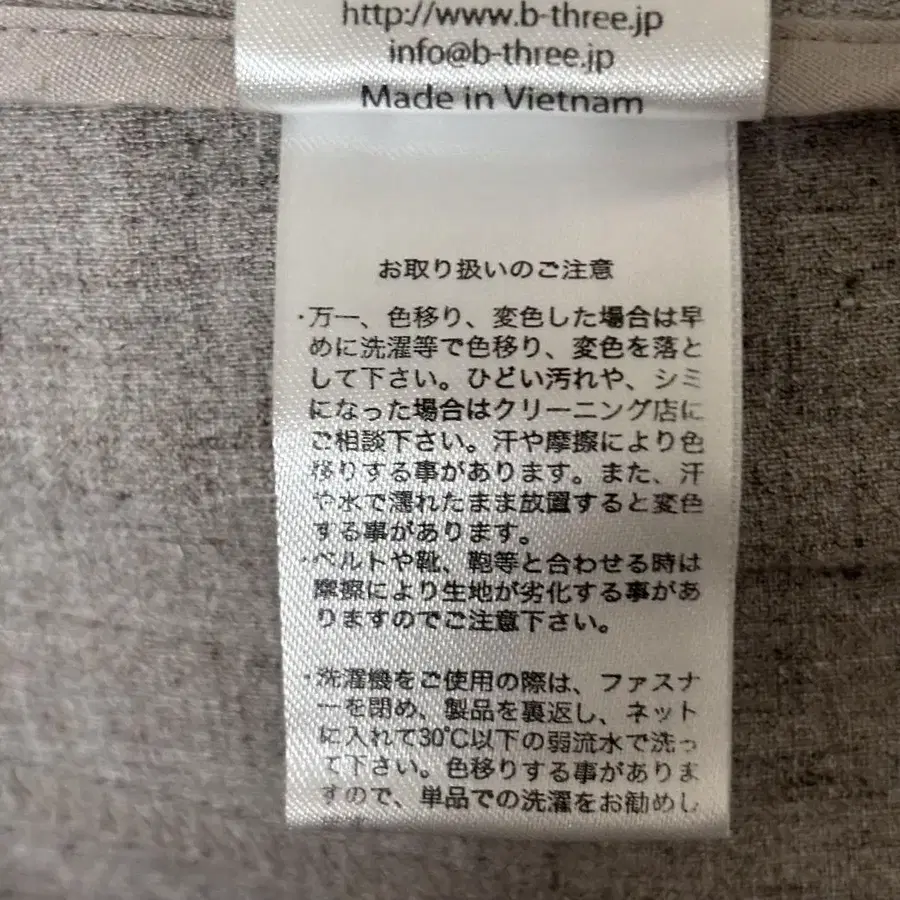 http://www.b-three.jp
info@b-three.jp
Made in Vietnam
お取り扱いのご注意
・万一、色移り、変色した場合は早
めに洗濯等で色移り、変色を落と
して下さい。ひどい汚れや、シミ
になった場合はクリーニング店に
ご相談下さい。汗や摩擦により色
移りする事があります。また、汗
や水で濡れたまま放置すると変色
する事があります。
・ベルトや靴、鞄等と合わせる時は
摩擦により生地が劣化する事があ
りますのでご注意下さい。
・洗濯機をご使用の際は、ファスナ
ーを閉め、製品を裏返し、ネット
に入れて30℃以下の弱流水で洗っ
て下さい。色移りする事がありま
すので、単品での洗濯をお勧めし